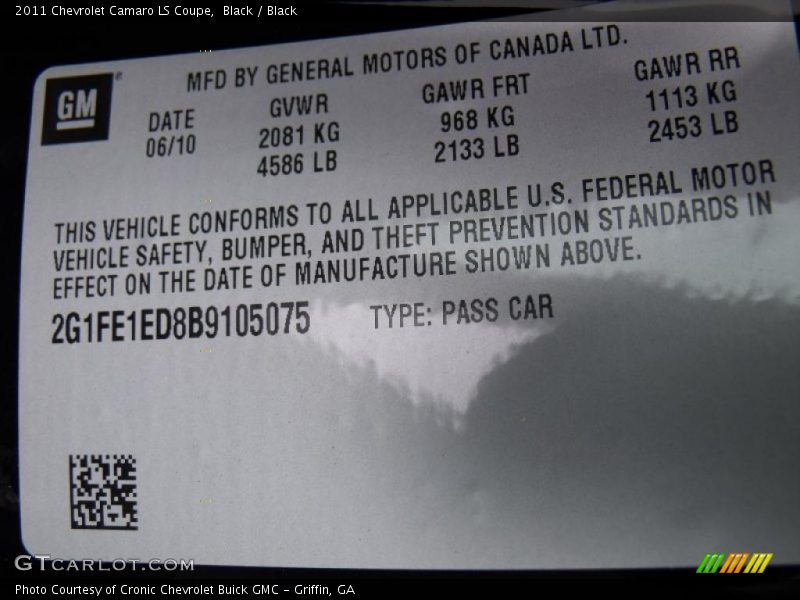 2011 Chevrolet Camaro LS Coupe,  Black / Black
MFD BY GENERAL MOTORS OF CANADA LTD.
GM
DATE GVWR GAWR FRT GAWR RR
06/10 2081 KG 968 KG 1113 KG
4586 LB 2133 LB 2453 LB
THIS VEHICLE CONFORMS TO ALL APPLICABLE U.S. FEDERAL MOTOR
VEHICLE SAFETY, BUMPER, AND THEFT PREVENTION STANDARDS IN
EFFECT ON THE DATE OF MANUFACTURE SHOWN ABOVE.
2G1FE1ED8B9105075 TYPE: PASS CAR
GTCARLOT.COM
Photo Courtesy of Cronic Chevrolet Buick GMC - Griffin, GA